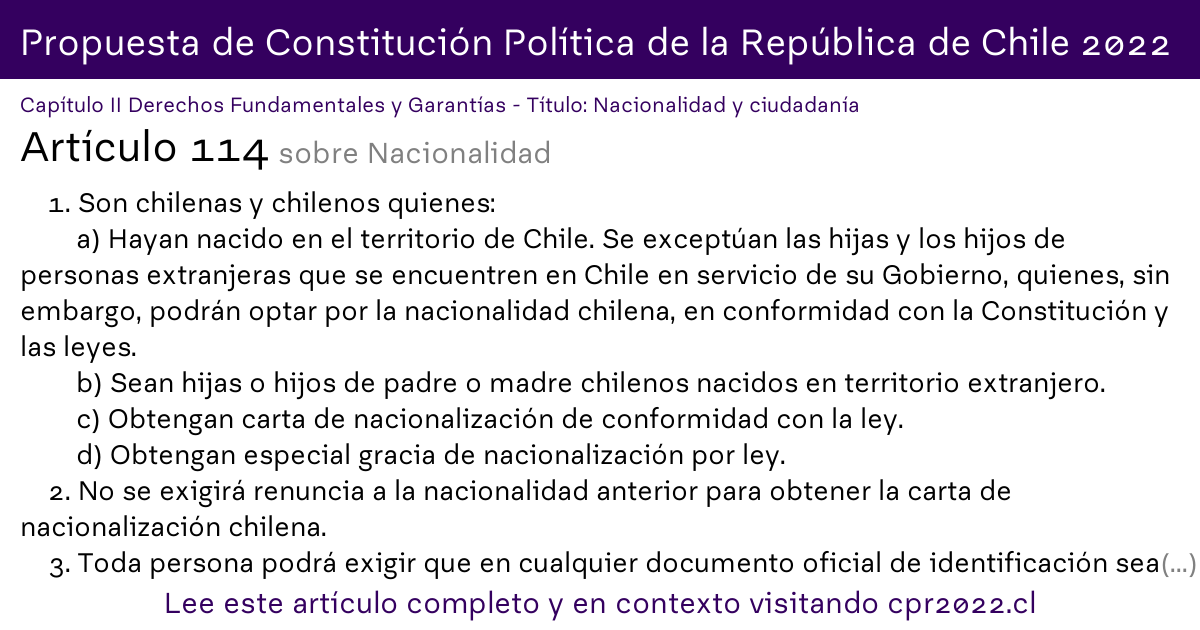 Propuesta de Constitución Política de la República de Chile 2022
Capítulo II Derechos Fundamentales y Garantías - Título: Nacionalidad y ciudadanía
Artículo 114 sobre Nacionalidad
1. Son chilenas y chilenos quienes:
a) Hayan nacido en el territorio de Chile. Se exceptúan las hijas y los hijos de
personas extranjeras que se encuentren en Chile en servicio de su Gobierno, quienes, sin
embargo, podrán optar por la nacionalidad chilena, en conformidad con la Constitución y
las leyes.
b) Sean hijas o hijos de padre o madre chilenos nacidos en territorio extranjero.
c) Obtengan carta de nacionalización de conformidad con la ley.
d) Obtengan especial gracia de nacionalización por ley.
2. No se exigirá renuncia a la nacionalidad anterior para obtener la carta de
nacionalización chilena.
3. Toda persona podrá exigir que en cualquier documento oficial de identificación sea(...)
Lee este artículo completo y en contexto visitando cpr2022.cl